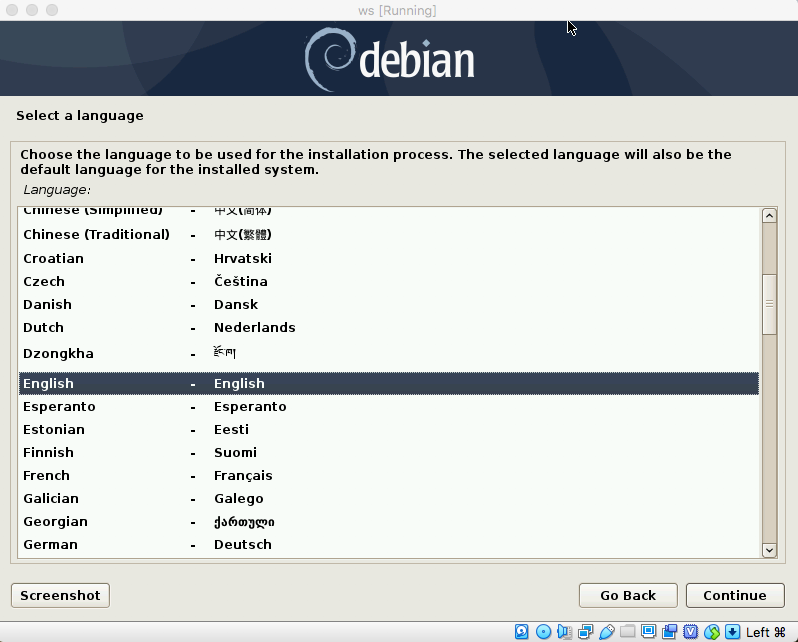 ws [Running]
debian
Select a language
Choose the language to be used for the installation process. The selected language will also be the
default language for the installed system.
Language:
Chinese (Simplified) - 中文(简体)
Chinese (Traditional) - 中文(繁體)
Croatian - Hrvatski
Czech - Čeština
Danish - Dansk
Dutch - Nederlands
Dzongkha - རྫོང་ཁ།
English - English
Esperanto - Esperanto
Estonian - Eesti
Finnish - Suomi
French - Français
Galician - Galego
Georgian - ქართული
German - Deutsch
Screenshot Go Back Continue
Left ⌘